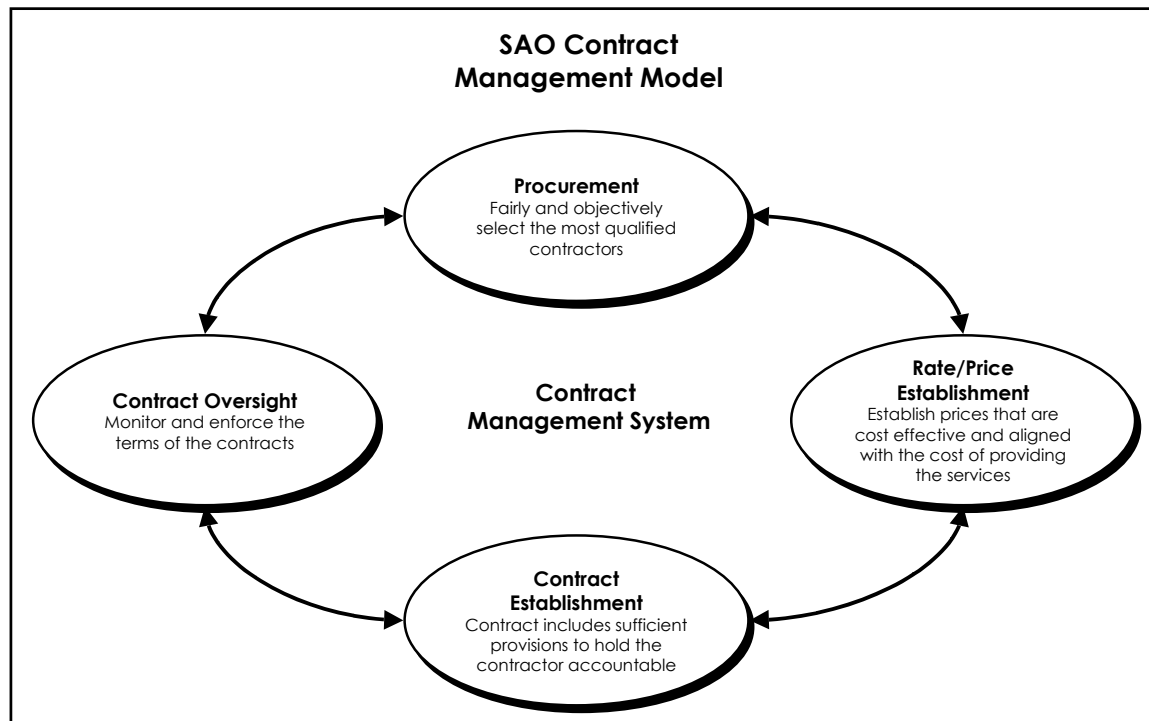 SAO Contract
Management Model
Procurement
Fairly and objectively
select the most qualified
contractors
Contract Oversight
Monitor and enforce the
terms of the contracts
Contract
Management System
Rate/Price
Establishment
Establish prices that are
cost effective and aligned
with the cost of providing
the services
Contract
Establishment
Contract includes sufficient
provisions to hold the
contractor accountable